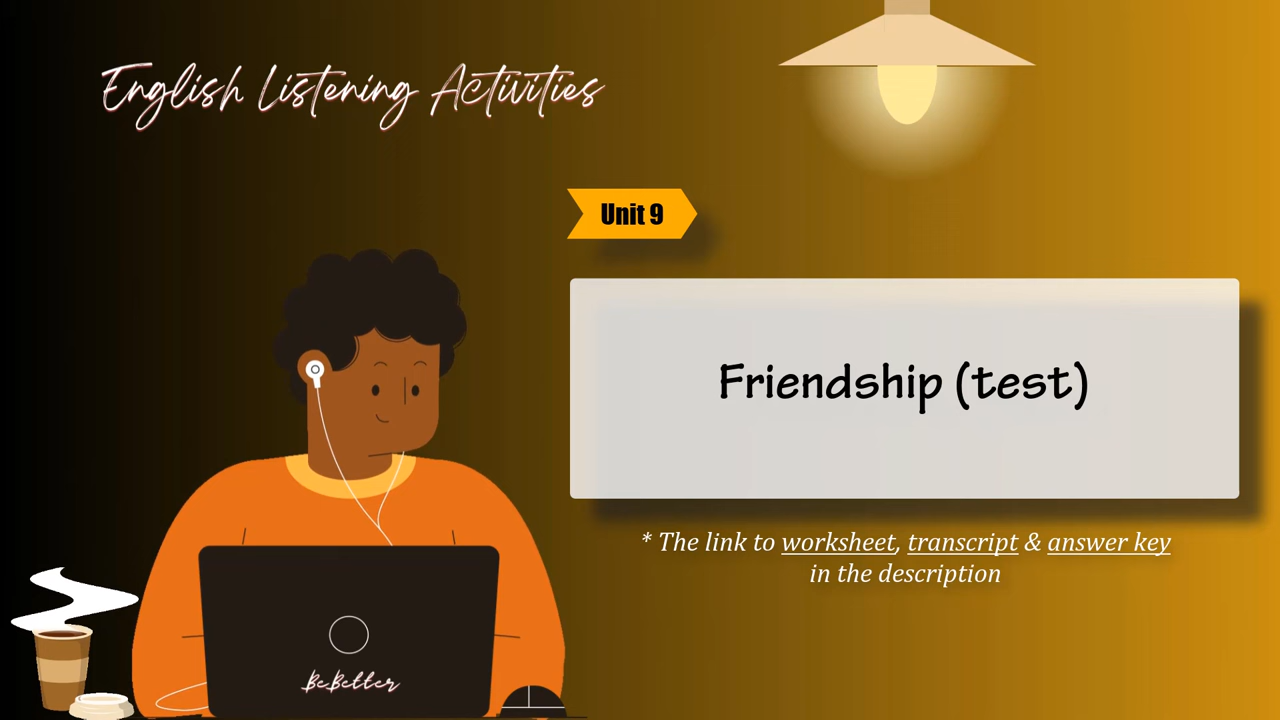 English Listening Activities
Unit 9
Friendship (test)
* The link to worksheet, transcript & answer key
in the description
BeBetter